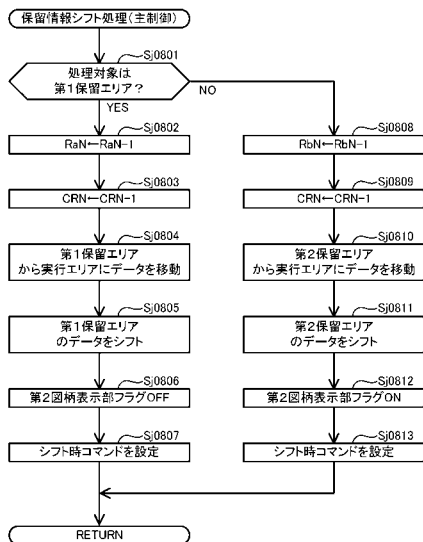 保留情報シフト処理(主制御)
Sj0801
処理対象は
第1保留エリア?
NO
YES
Sj0802
RaN←RaN-1
Sj0803
CRN←CRN-1
Sj0804
第1保留エリア
から実行エリアにデータを移動
Sj0805
第1保留エリア
のデータをシフト
Sj0806
第2図柄表示部フラグOFF
Sj0807
シフト時コマンドを設定
Sj0808
RbN←RbN-1
Sj0809
CRN←CRN-1
Sj0810
第2保留エリア
から実行エリアにデータを移動
Sj0811
第2保留エリア
のデータをシフト
Sj0812
第2図柄表示部フラグON
Sj0813
シフト時コマンドを設定
RETURN